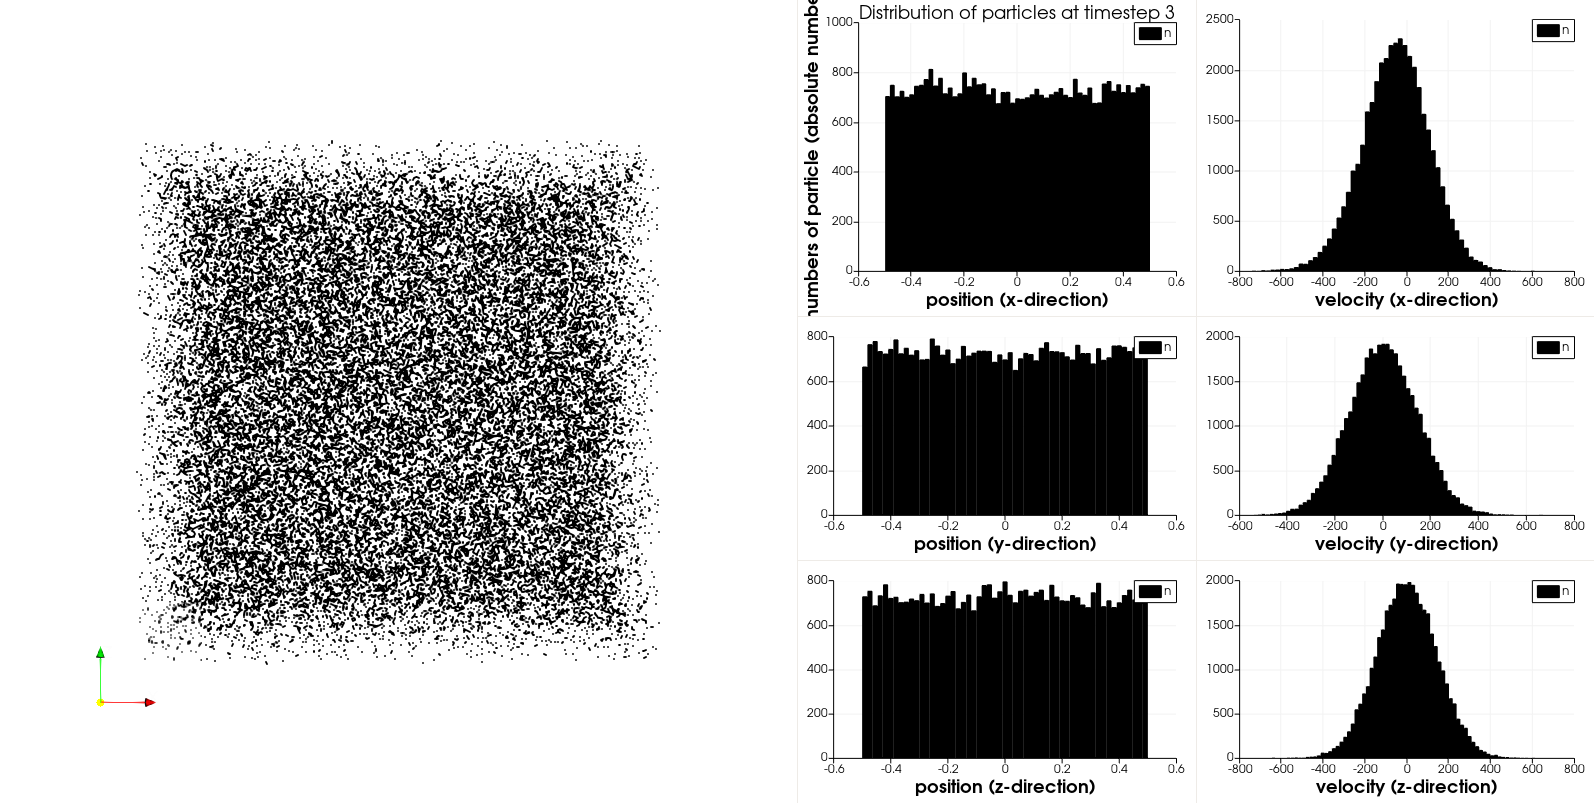 Distribution of particles at timestep 3
numbers of particle (absolute numbe
1000
800
600
400
200
0
-0.6 -0.4 -0.2 0 0.2 0.4 0.6
position (x-direction)
n
2500
2000
1500
1000
500
0
-800 -600 -400 -200 0 200 400 600 800
velocity (x-direction)
n
800
600
400
200
0
-0.6 -0.4 -0.2 0 0.2 0.4 0.6
position (y-direction)
n
2000
1500
1000
500
0
-600 -400 -200 0 200 400 600 800
velocity (y-direction)
n
800
600
400
200
0
-0.6 -0.4 -0.2 0 0.2 0.4 0.6
position (z-direction)
n
2000
1500
1000
500
0
-800 -600 -400 -200 0 200 400 600 800
velocity (z-direction)
n